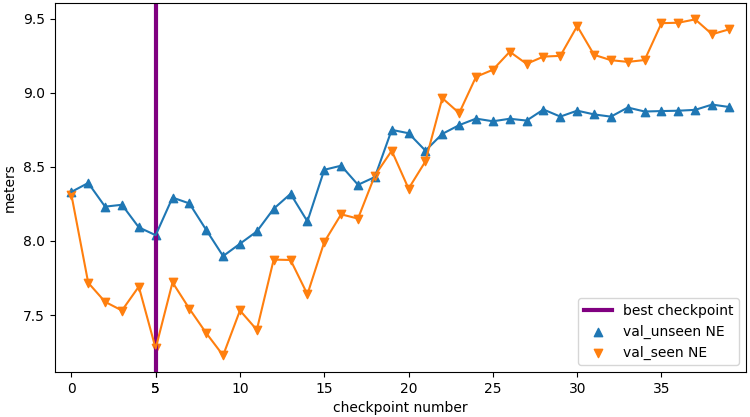 9.5
9.0
8.5
8.0
7.5
meters
0
5
10
15
20
25
30
35
checkpoint number
best checkpoint
val_unseen NE
val_seen NE